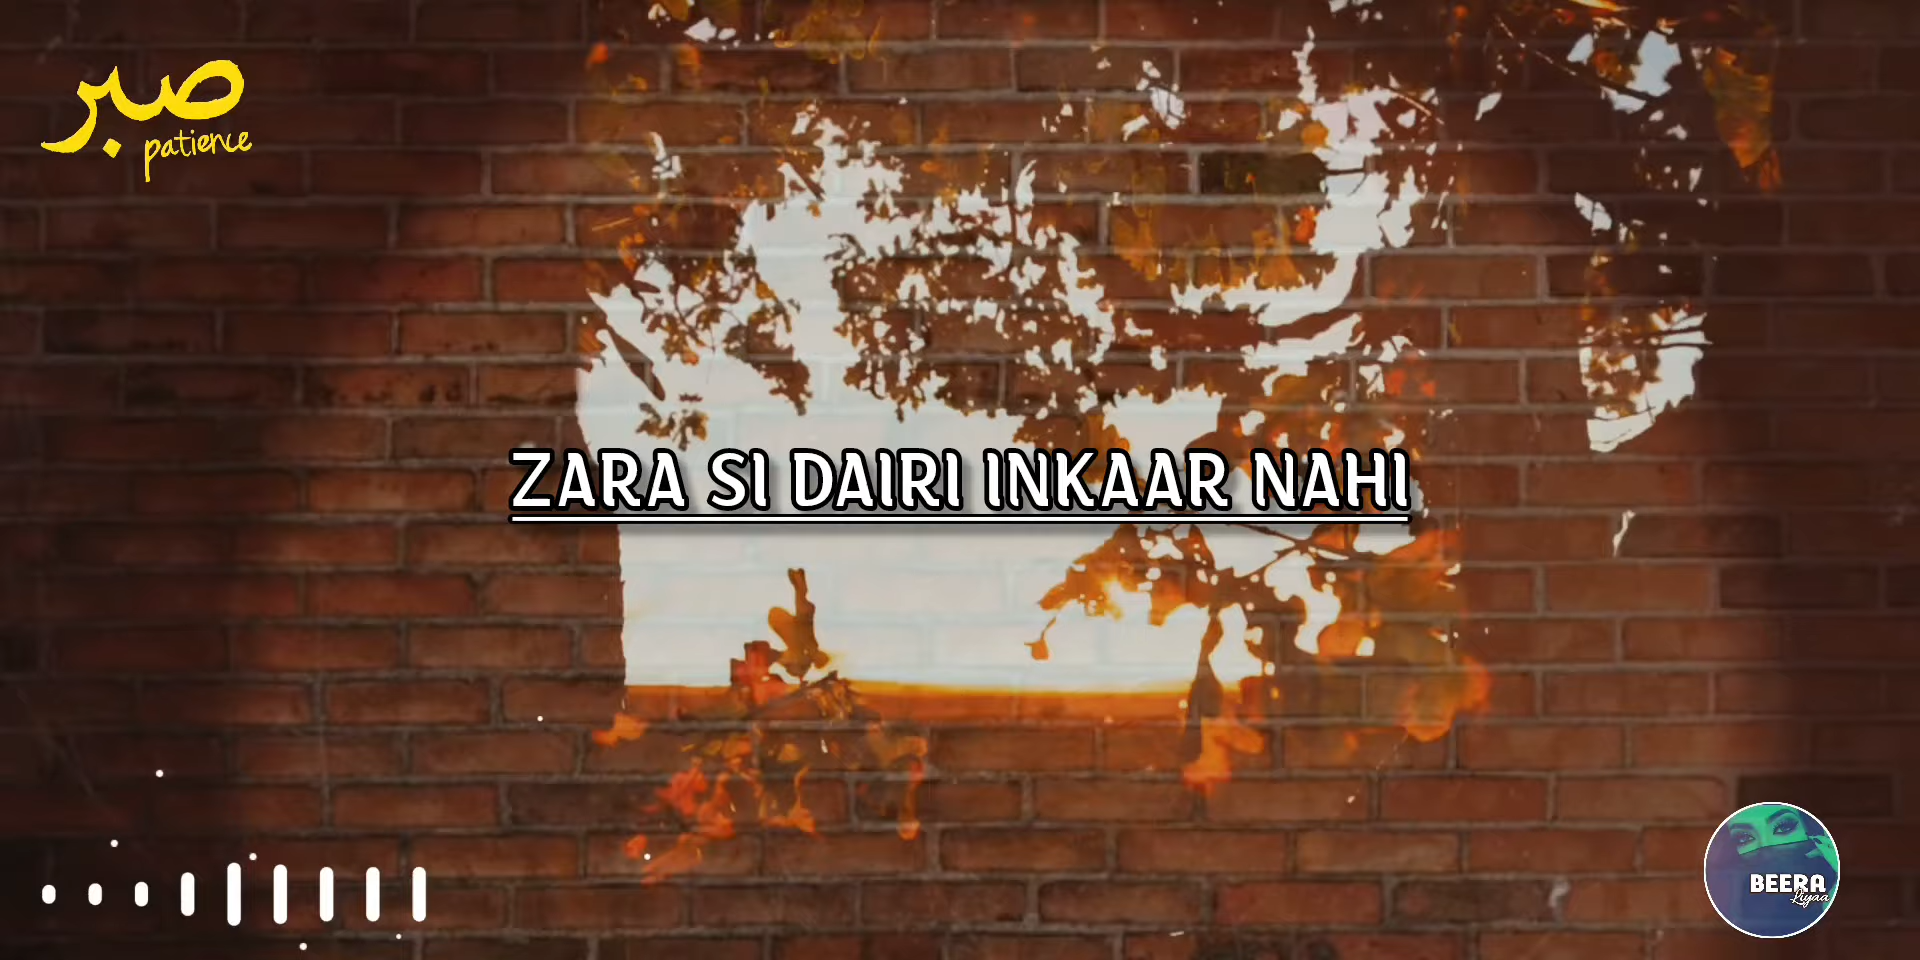 صبر
patience
ZARA SI DAIRI INKAAR NAHI
BEERA
Liyaa